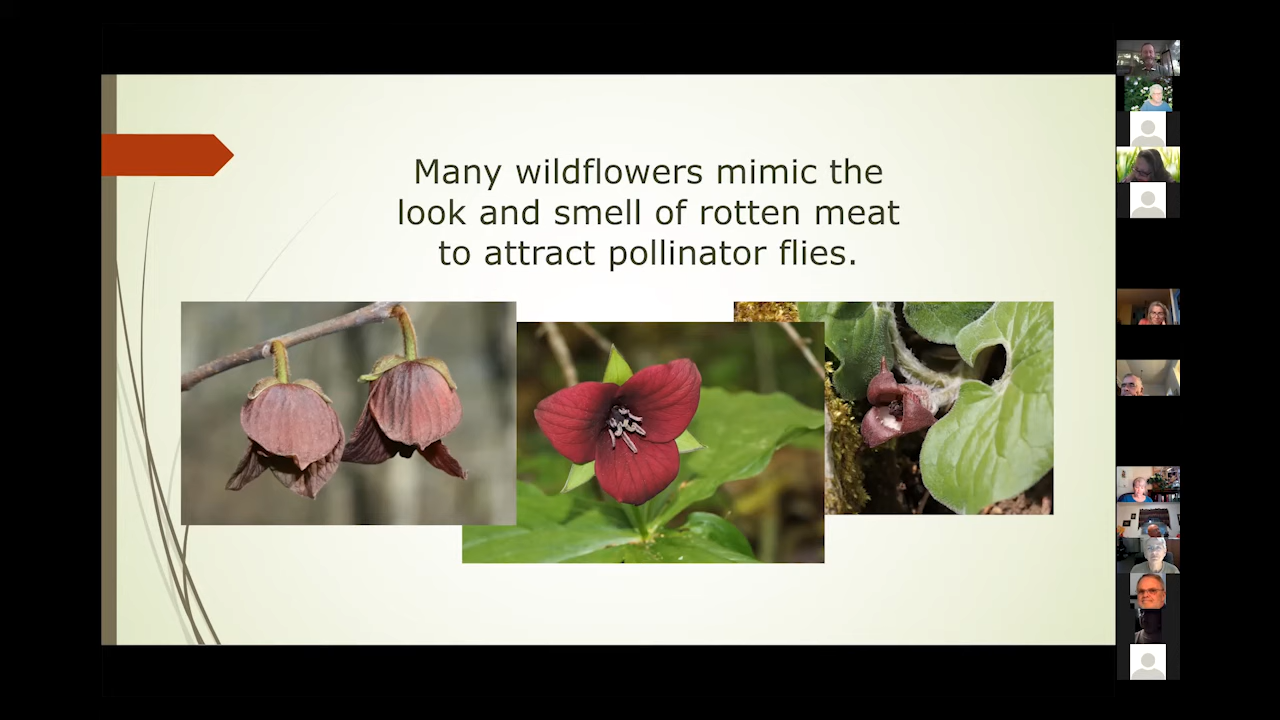 Many wildflowers mimic the
look and smell of rotten meat
to attract pollinator flies.